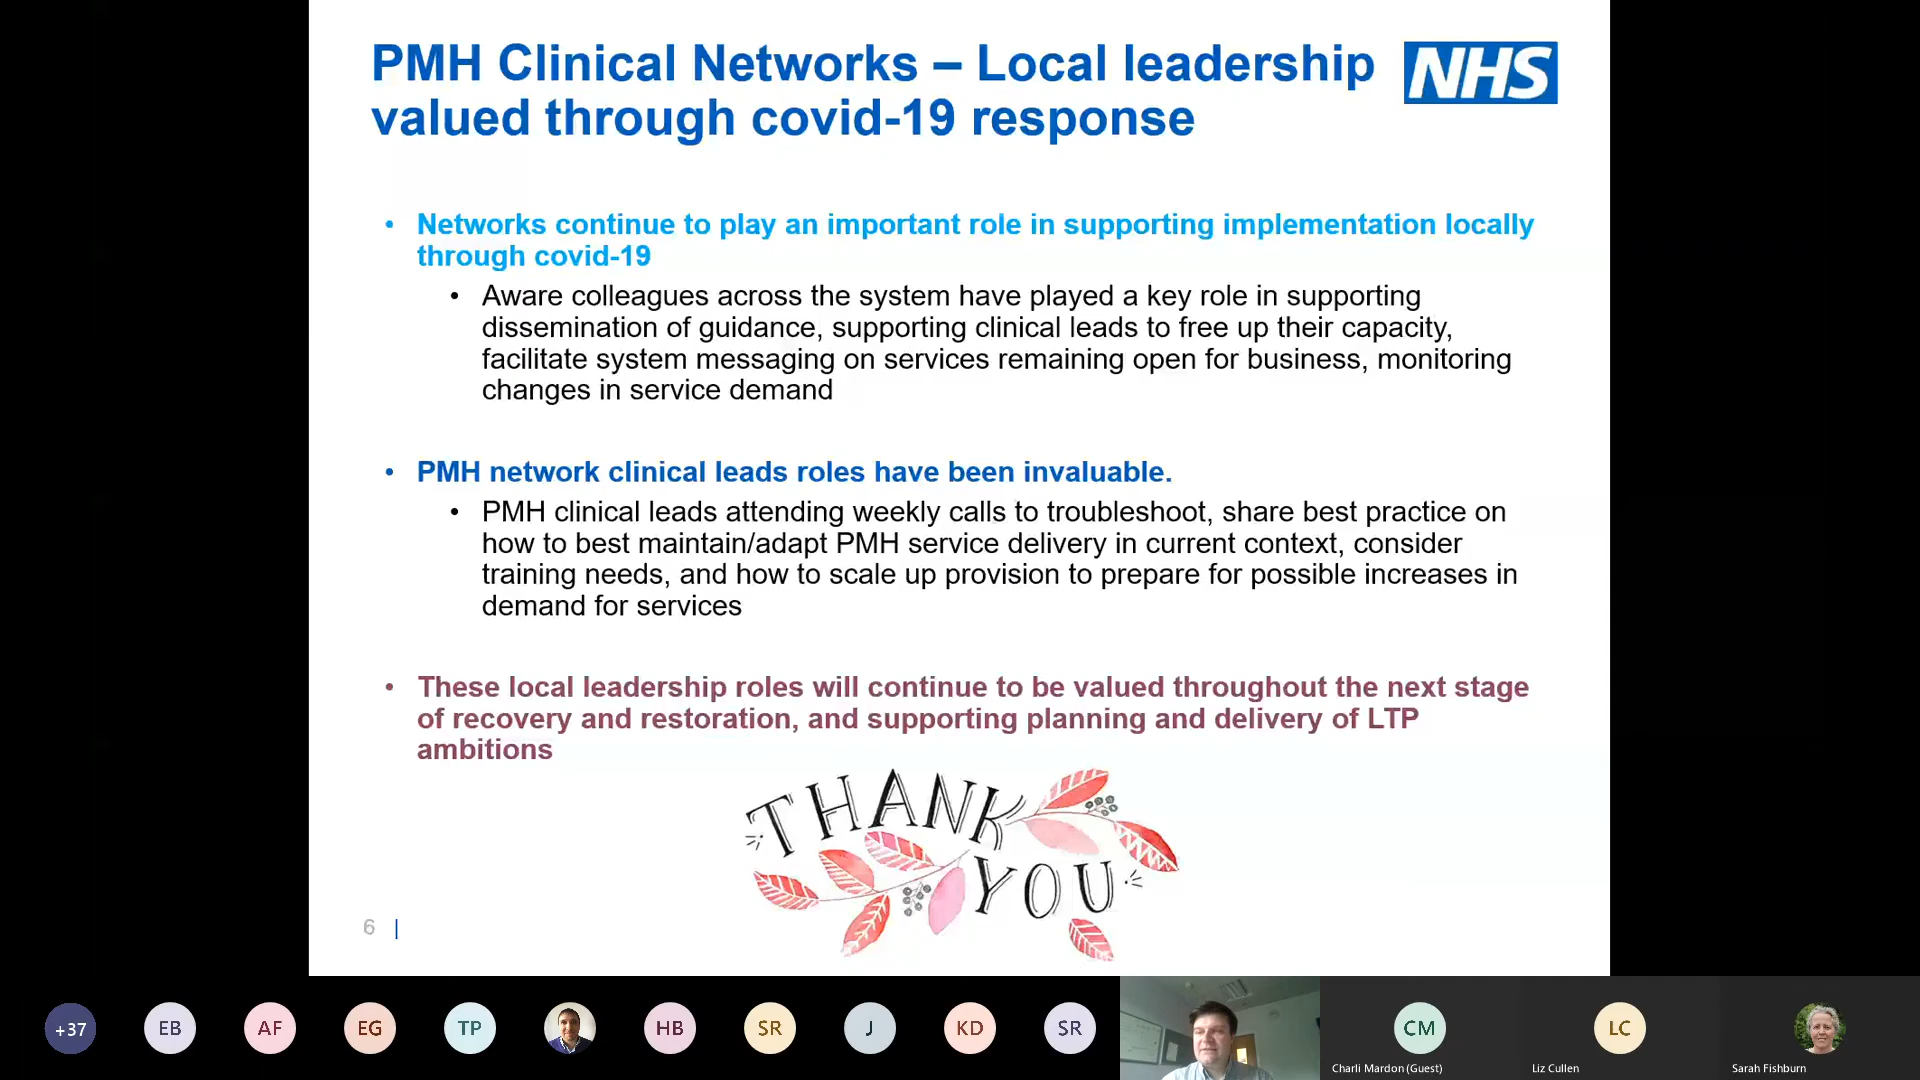 PMH Clinical Networks – Local leadership
valued through covid-19 response
NHS
• Networks continue to play an important role in supporting implementation locally
through covid-19
• Aware colleagues across the system have played a key role in supporting
dissemination of guidance, supporting clinical leads to free up their capacity,
facilitate system messaging on services remaining open for business, monitoring
changes in service demand
• PMH network clinical leads roles have been invaluable.
• PMH clinical leads attending weekly calls to troubleshoot, share best practice on
how to best maintain/adapt PMH service delivery in current context, consider
training needs, and how to scale up provision to prepare for possible increases in
demand for services
• These local leadership roles will continue to be valued throughout the next stage
of recovery and restoration, and supporting planning and delivery of LTP
ambitions
THANK
YOU
6 |
+37 EB AF EG TP HB SR J KD SR CM LC
Charli Mardon (Guest) Liz Cullen Sarah Fishburn